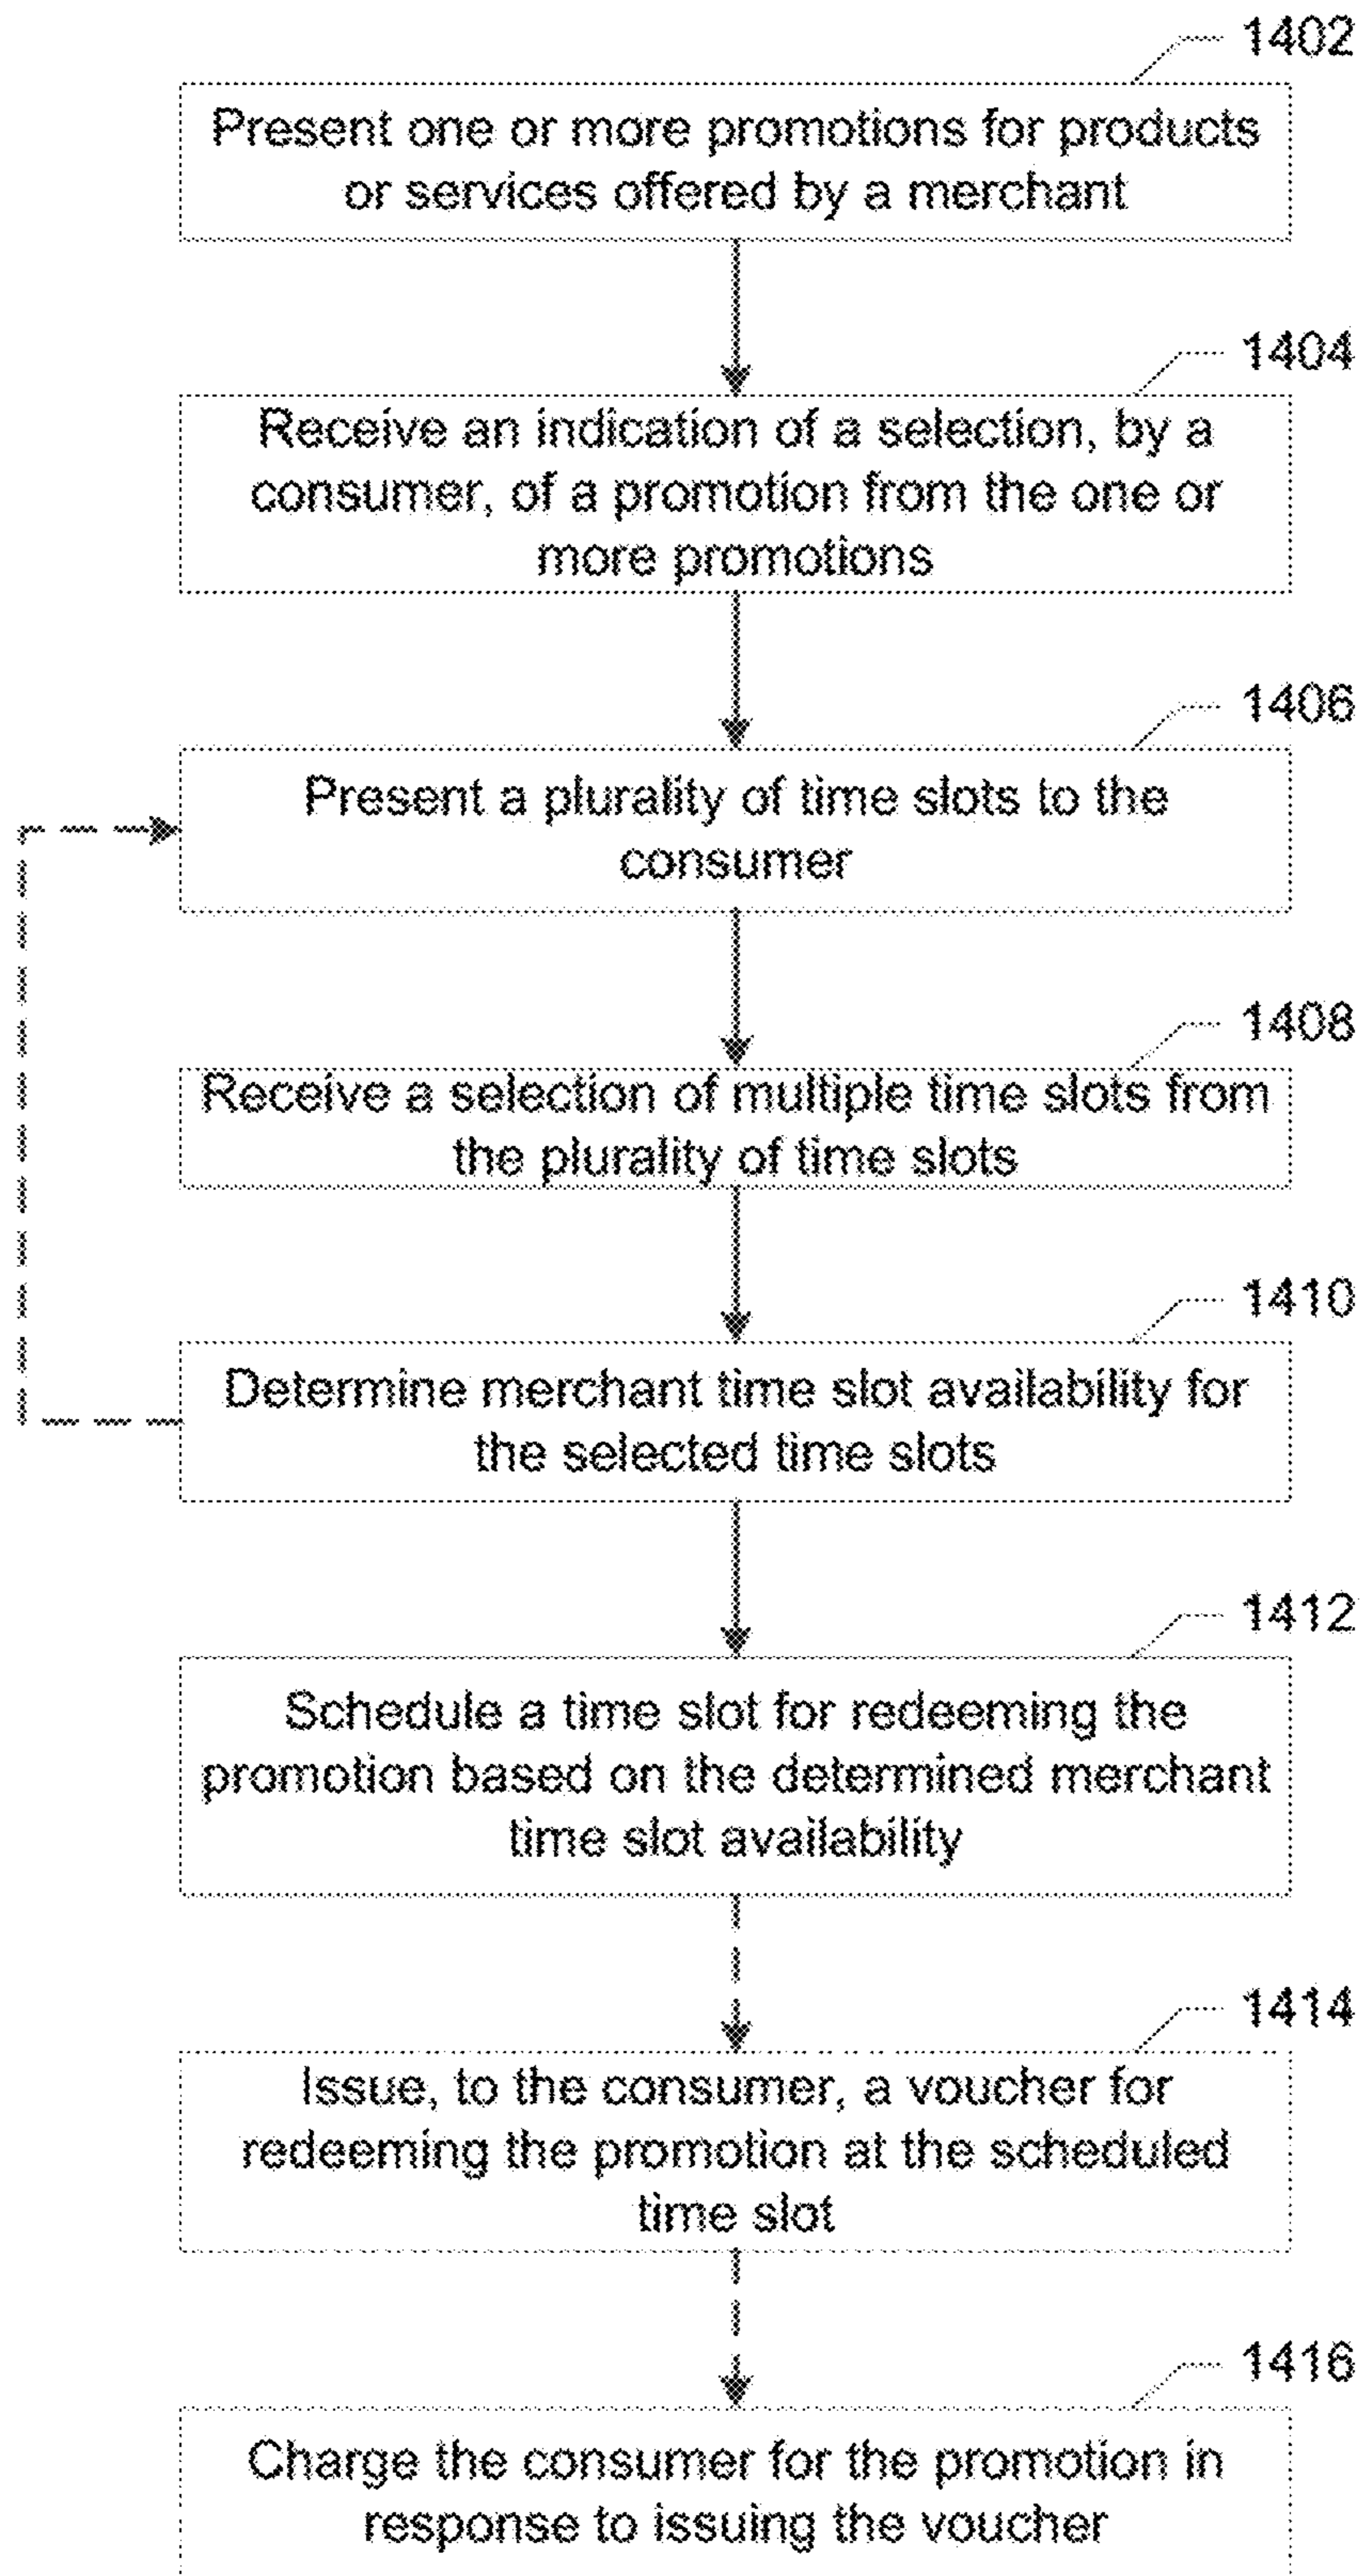 1402
Present one or more promotions for products
or services offered by a merchant
1404
Receive an indication of a selection, by a
consumer, of a promotion from the one or
more promotions
1406
Present a plurality of time slots to the
consumer
1408
Receive a selection of multiple time slots from
the plurality of time slots
1410
Determine merchant time slot availability for
the selected time slots
1412
Schedule a time slot for redeeming the
promotion based on the determined merchant
time slot availability
1414
Issue, to the consumer, a voucher for
redeeming the promotion at the scheduled
time slot
1416
Charge the consumer for the promotion in
response to issuing the voucher